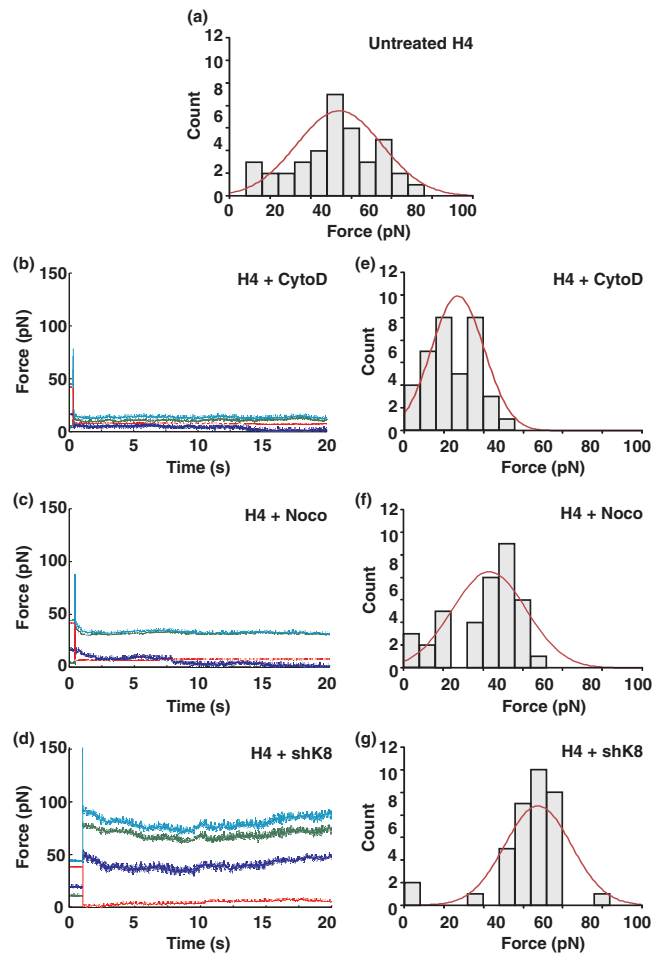 (a)
Untreated H4
12
10
8
6
4
2
0
Count
0 20 40 60 80 100
Force (pN)
(b)
H4 + CytoD
150
100
50
0
Force (pN)
0 5 10 15 20
Time (s)
(e)
H4 + CytoD
12
10
8
6
4
2
0
Count
0 20 40 60 80 100
Force (pN)
(c)
H4 + Noco
150
100
50
0
Force (pN)
0 5 10 15 20
Time (s)
(f)
H4 + Noco
12
10
8
6
4
2
0
Count
0 20 40 60 80 100
Force (pN)
(d)
H4 + shK8
150
100
50
0
Force (pN)
0 5 10 15 20
Time (s)
(g)
H4 + shK8
12
10
8
6
4
2
0
Count
0 20 40 60 80 100
Force (pN)